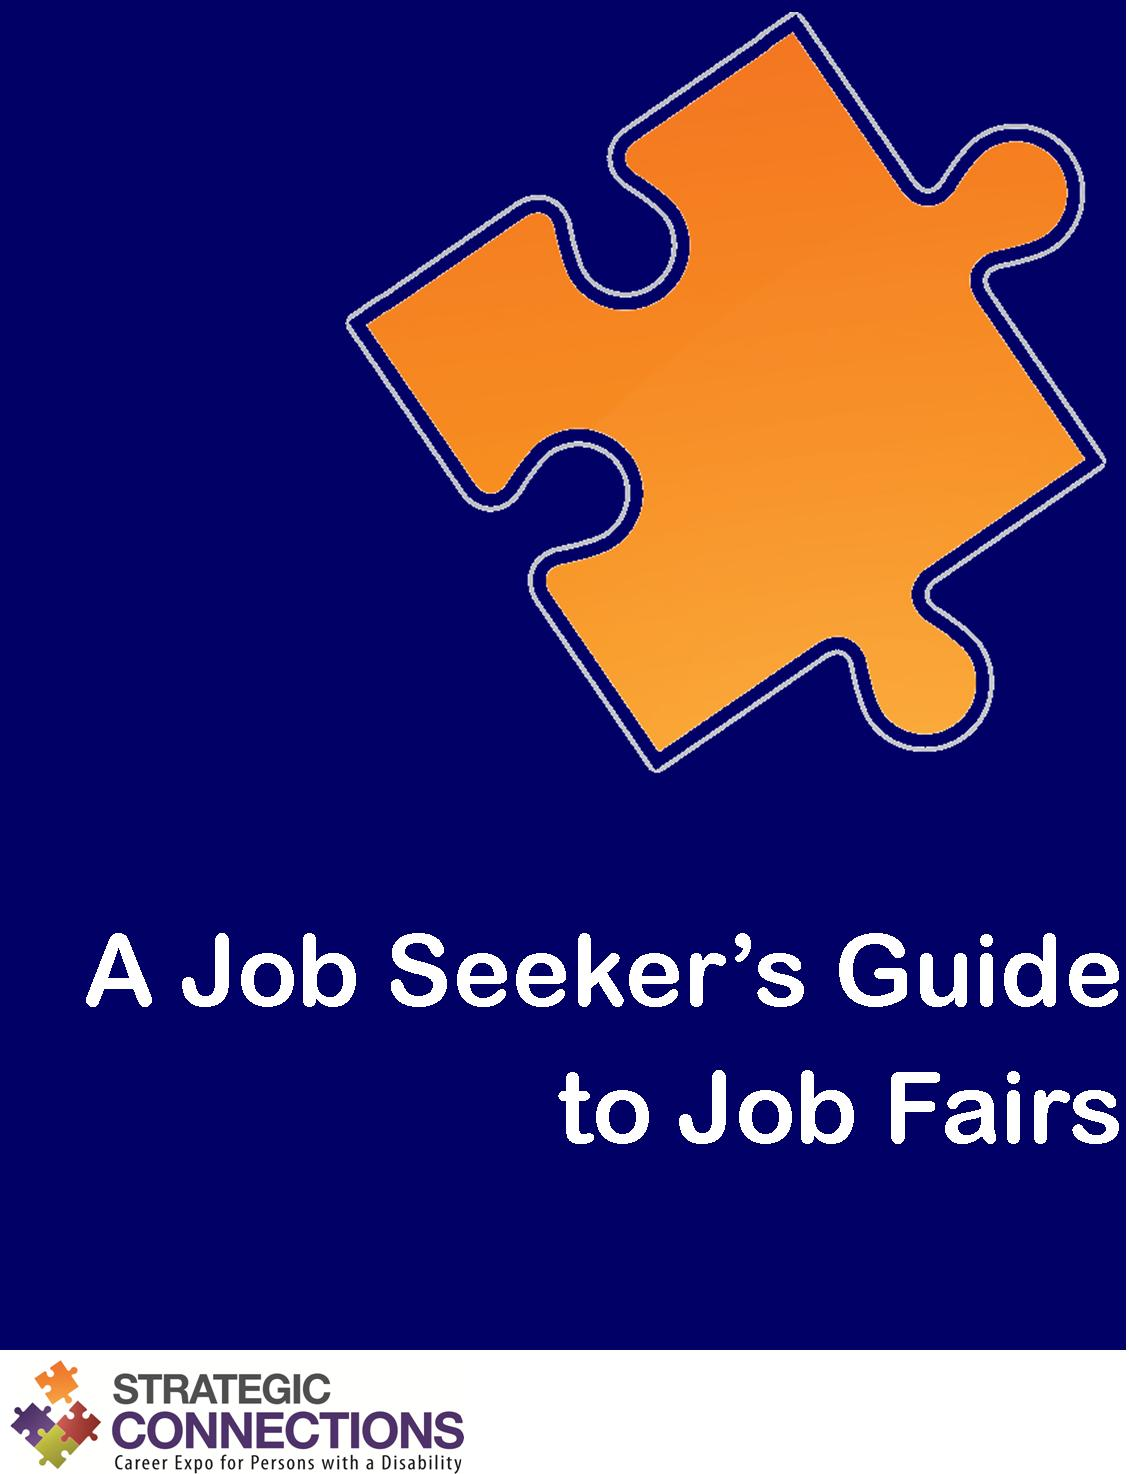 A Job Seeker’s Guide
to Job Fairs
STRATEGIC
CONNECTIONS
Career Expo for Persons with a Disability